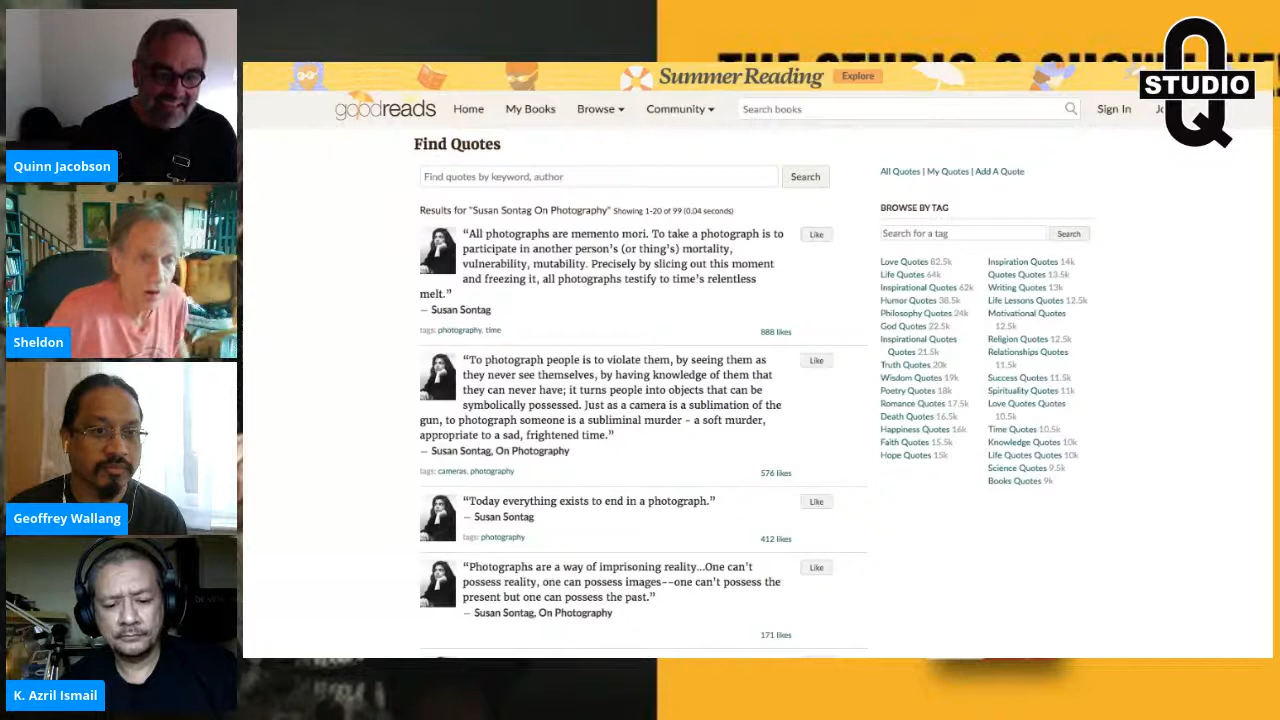 THE STUDIO Q SHOW LIVE
STUDIO
Q
Quinn Jacobson
Sheldon
Geoffrey Wallang
K. Azril Ismail
Summer Reading
Explore
goodreads
Home
My Books
Browse
Community
Search books
Sign In
Find Quotes
Find quotes by keyword, author
Search
Results for "Susan Sontag On Photography" Showing 1-20 of 99 (0.04 seconds)
“All photographs are memento mori. To take a photograph is to
participate in another person’s (or thing’s) mortality,
vulnerability, mutability. Precisely by slicing out this moment
and freezing it, all photographs testify to time’s relentless
melt.”
― Susan Sontag
tags: photography, time
888 likes
Like
“To photograph people is to violate them, by seeing them as
they never see themselves, by having knowledge of them that
they can never have; it turns people into objects that can be
symbolically possessed. Just as a camera is a sublimation of the
gun, to photograph someone is a subliminal murder - a soft murder,
appropriate to a sad, frightened time.”
― Susan Sontag, On Photography
tags: cameras, photography
576 likes
Like
“Today everything exists to end in a photograph.”
― Susan Sontag
tags: photography
412 likes
Like
“Photographs are a way of imprisoning reality...One can’t
possess reality, one can possess images--one can’t possess the
present but one can possess the past.”
― Susan Sontag, On Photography
171 likes
Like
All Quotes | My Quotes | Add A Quote
BROWSE BY TAG
Search for a tag
Search
Love Quotes 82.5k
Life Quotes 64k
Inspirational Quotes 62k
Humor Quotes 38.5k
Philosophy Quotes 24k
God Quotes 22.5k
Inspirational Quotes
Quotes 21.5k
Truth Quotes 20k
Wisdom Quotes 19k
Poetry Quotes 18k
Romance Quotes 17.5k
Death Quotes 16.5k
Happiness Quotes 16k
Faith Quotes 15.5k
Hope Quotes 15k
Inspiration Quotes 14k
Quotes Quotes 13.5k
Writing Quotes 13k
Life Lessons Quotes 12.5k
Motivational Quotes
12.5k
Religion Quotes 12.5k
Relationships Quotes
11.5k
Success Quotes 11.5k
Spirituality Quotes 11k
Love Quotes Quotes
10.5k
Time Quotes 10.5k
Knowledge Quotes 10k
Life Quotes Quotes 10k
Science Quotes 9.5k
Books Quotes 9k